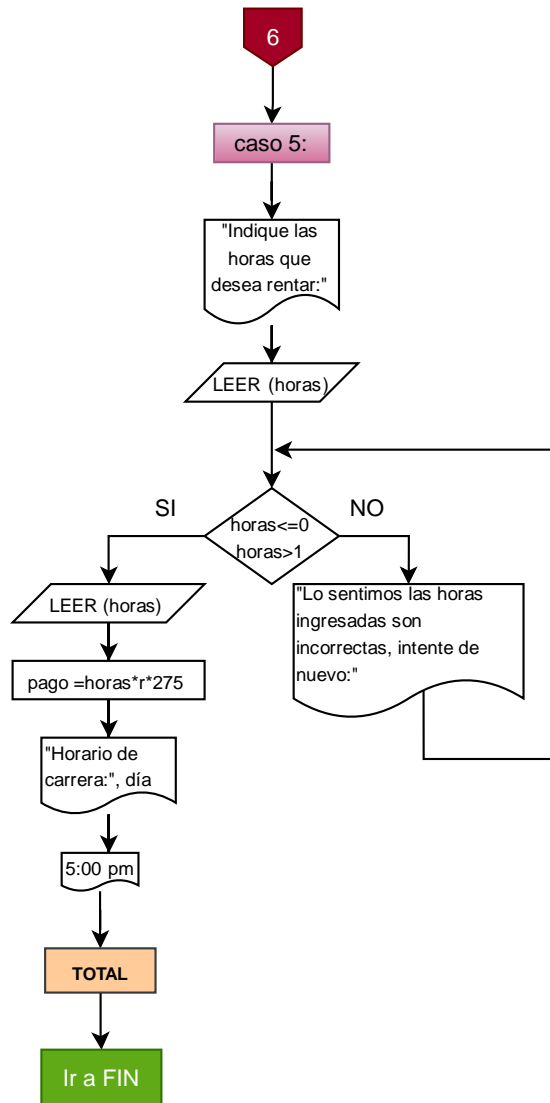 6
caso 5:
"Indique las
horas que
desea rentar:"
LEER (horas)
SI
NO
horas<=0
horas>1
LEER (horas)
"Lo sentimos las horas
ingresadas son
incorrectas, intente de
nuevo:"
pago =horas*r*275
"Horario de
carrera:", día
5:00 pm
TOTAL
Ir a FIN